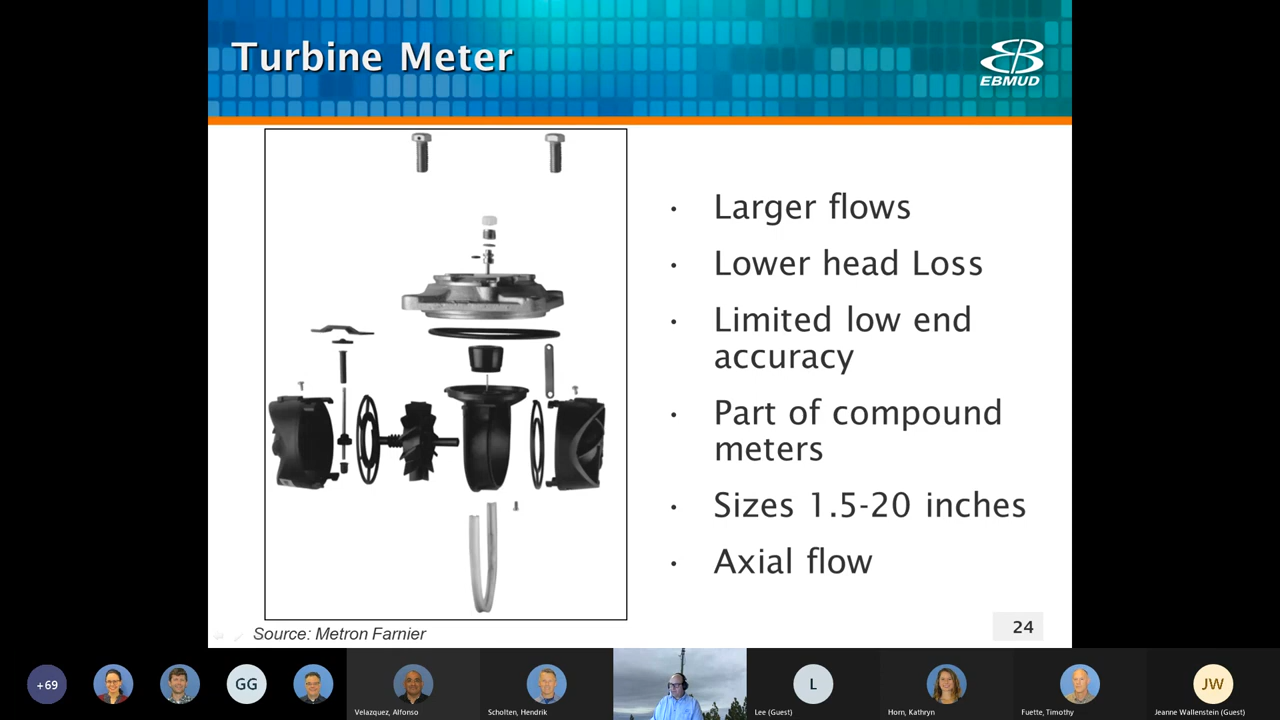 Turbine Meter
EBMUD
• Larger flows
• Lower head Loss
• Limited low end
accuracy
• Part of compound
meters
• Sizes 1.5-20 inches
• Axial flow
Source: Metron Farnier
24
+69
GG
L
JW
Velazquez, Alfonso
Scholten, Hendrik
Lee (Guest)
Horn, Kathryn
Fuette, Timothy
Jeanne Wallenstein (Guest)